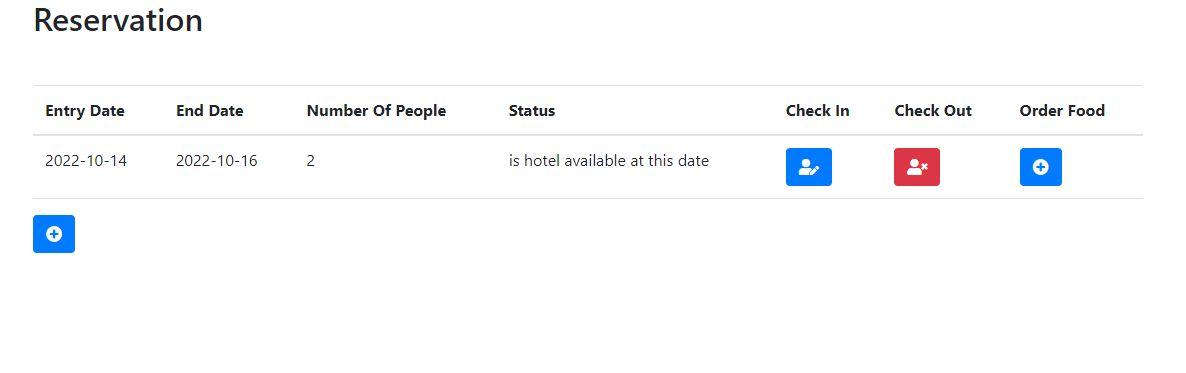 Reservation
Entry Date End Date Number Of People Status Check In Check Out Order Food
2022-10-14 2022-10-16 2 is hotel available at this date